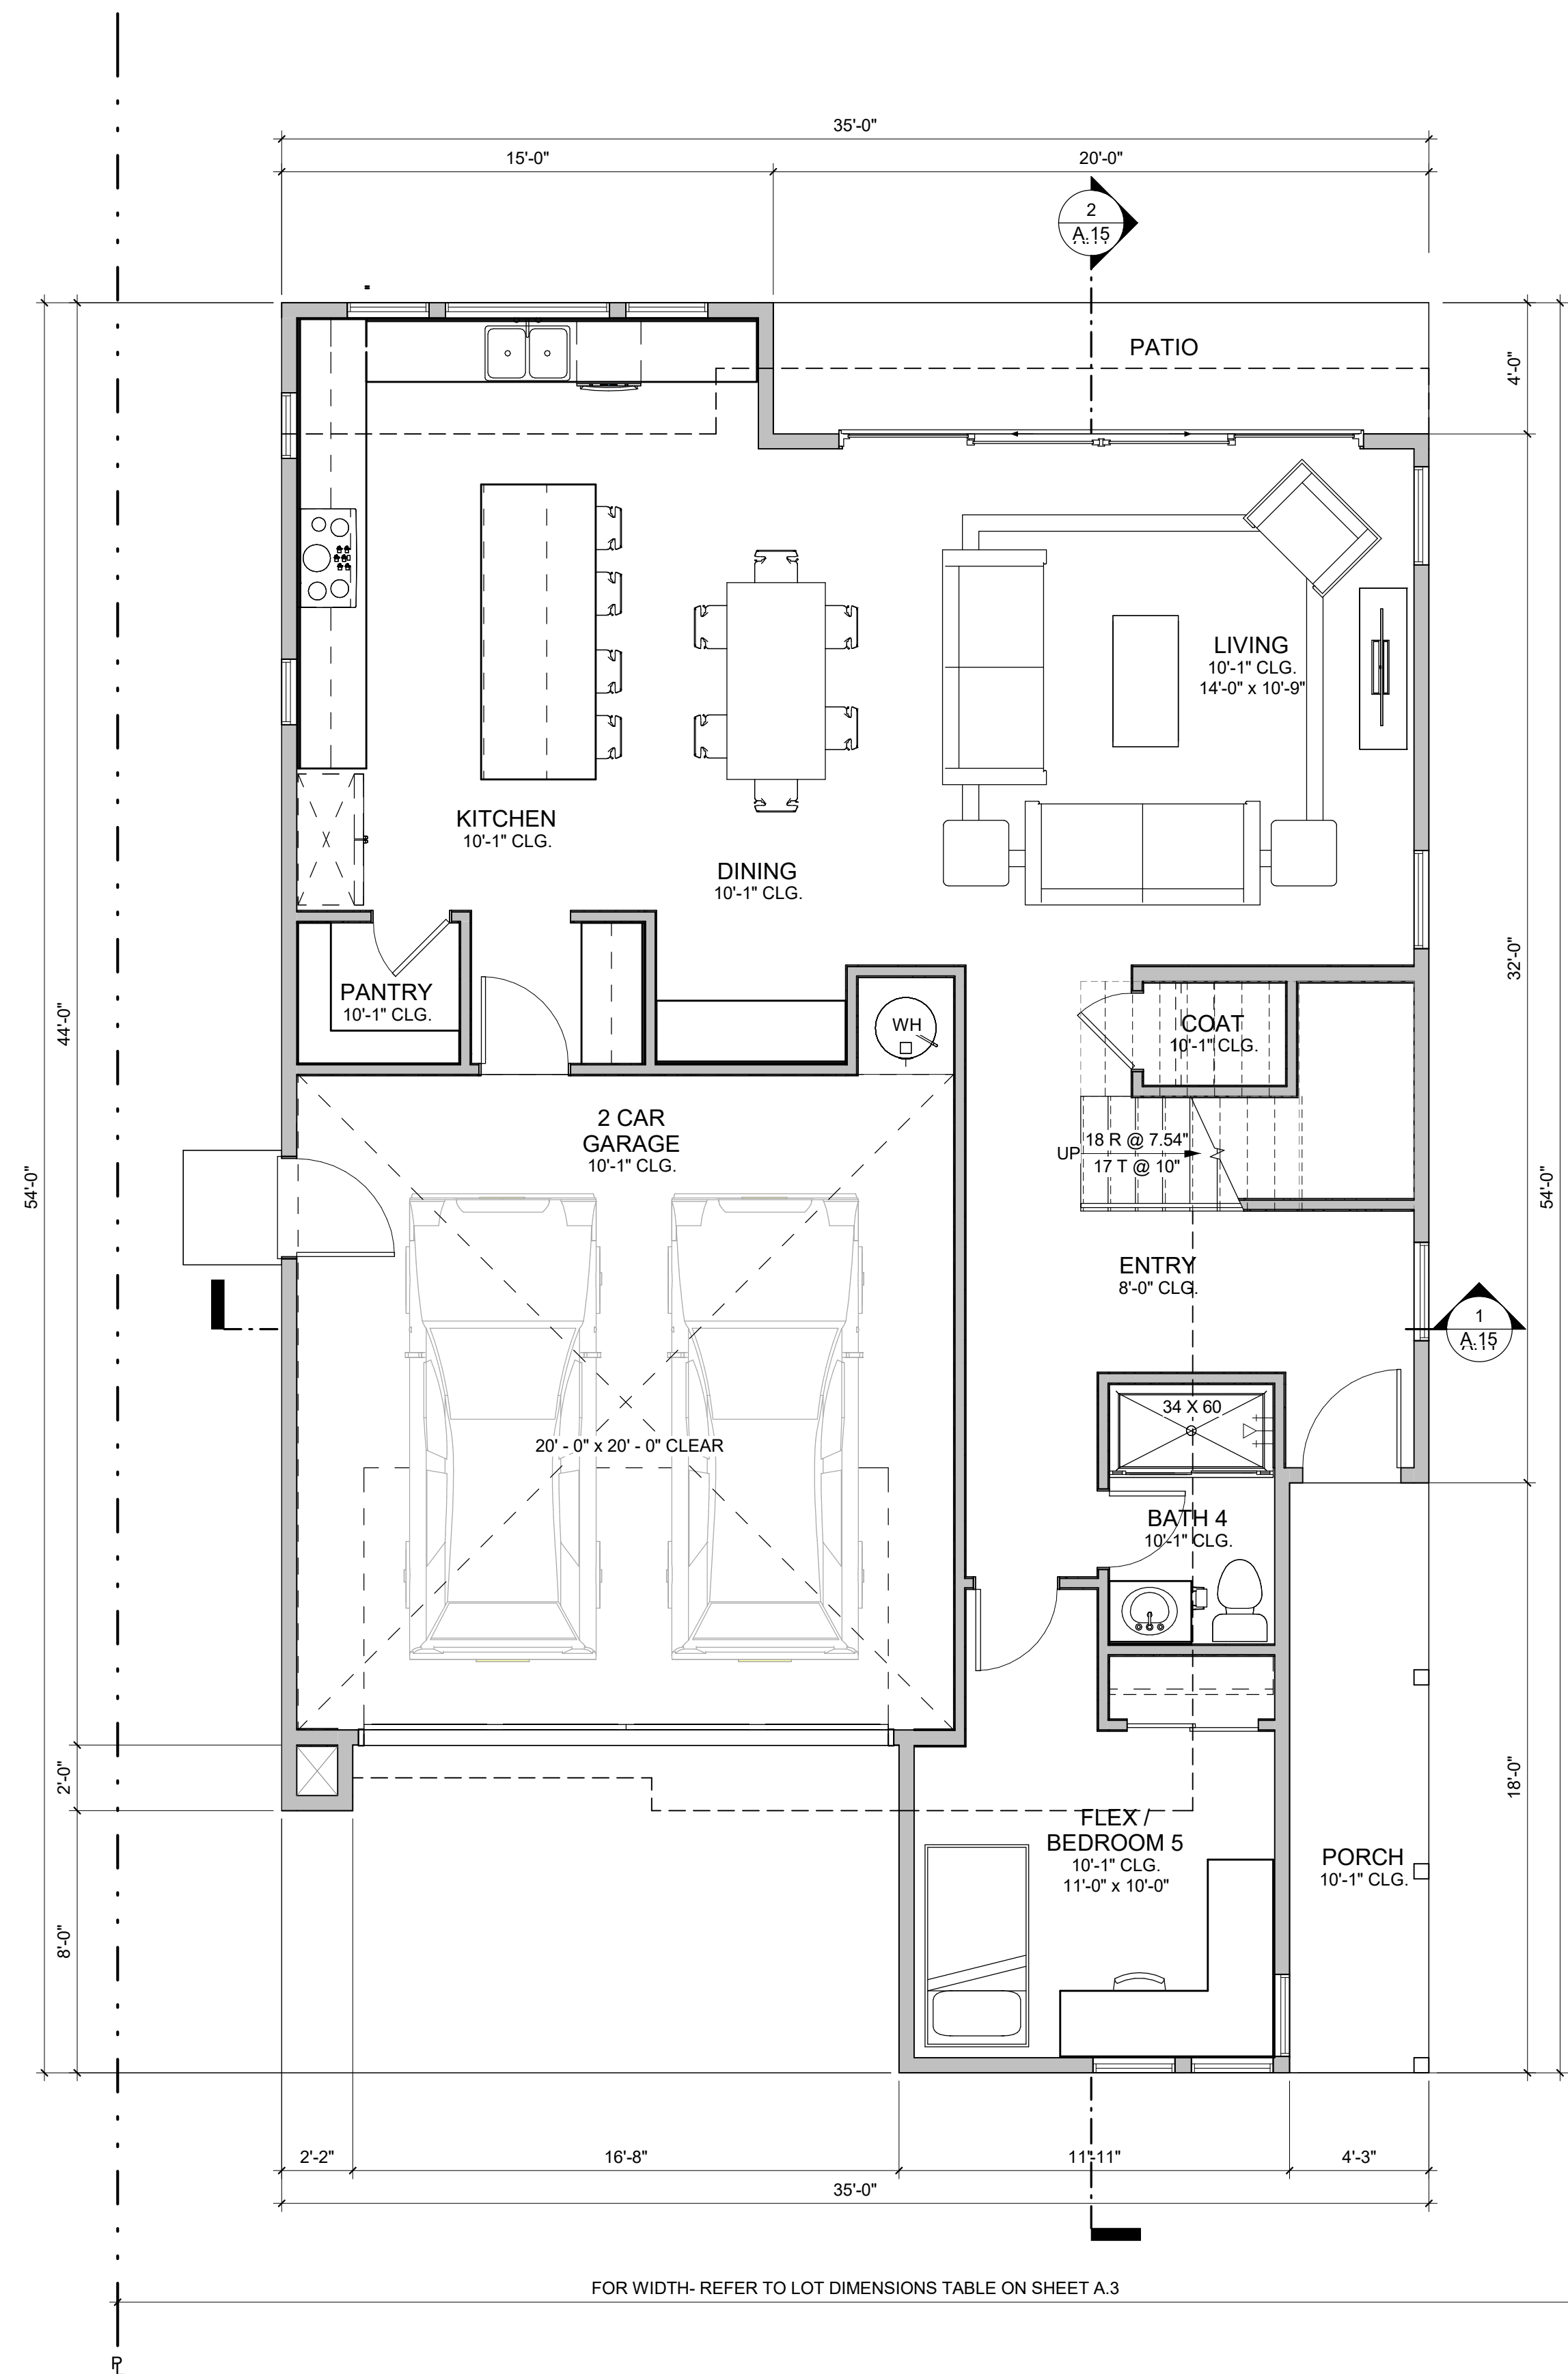 35'-0"
15'-0"
20'-0"
2
A.15
PATIO
4'-0"
LIVING
10'-1" CLG.
14'-0" x 10'-9"
KITCHEN
10'-1" CLG.
DINING
10'-1" CLG.
32'-0"
44'-0"
PANTRY
10'-1" CLG.
WH
COAT
10'-1" CLG.
2 CAR
GARAGE
10'-1" CLG.
UP
18 R @ 7.54"
17 T @ 10"
54'-0"
54'-0"
ENTRY
8'-0" CLG.
1
A.15
34 X 60
20' - 0" x 20' - 0" CLEAR
BATH 4
10'-1" CLG.
2'-0"
18'-0"
FLEX /
BEDROOM 5
10'-1" CLG.
11'-0" x 10'-0"
PORCH
10'-1" CLG.
8'-0"
2'-2"
16'-8"
11'-11"
4'-3"
35'-0"
FOR WIDTH- REFER TO LOT DIMENSIONS TABLE ON SHEET A.3